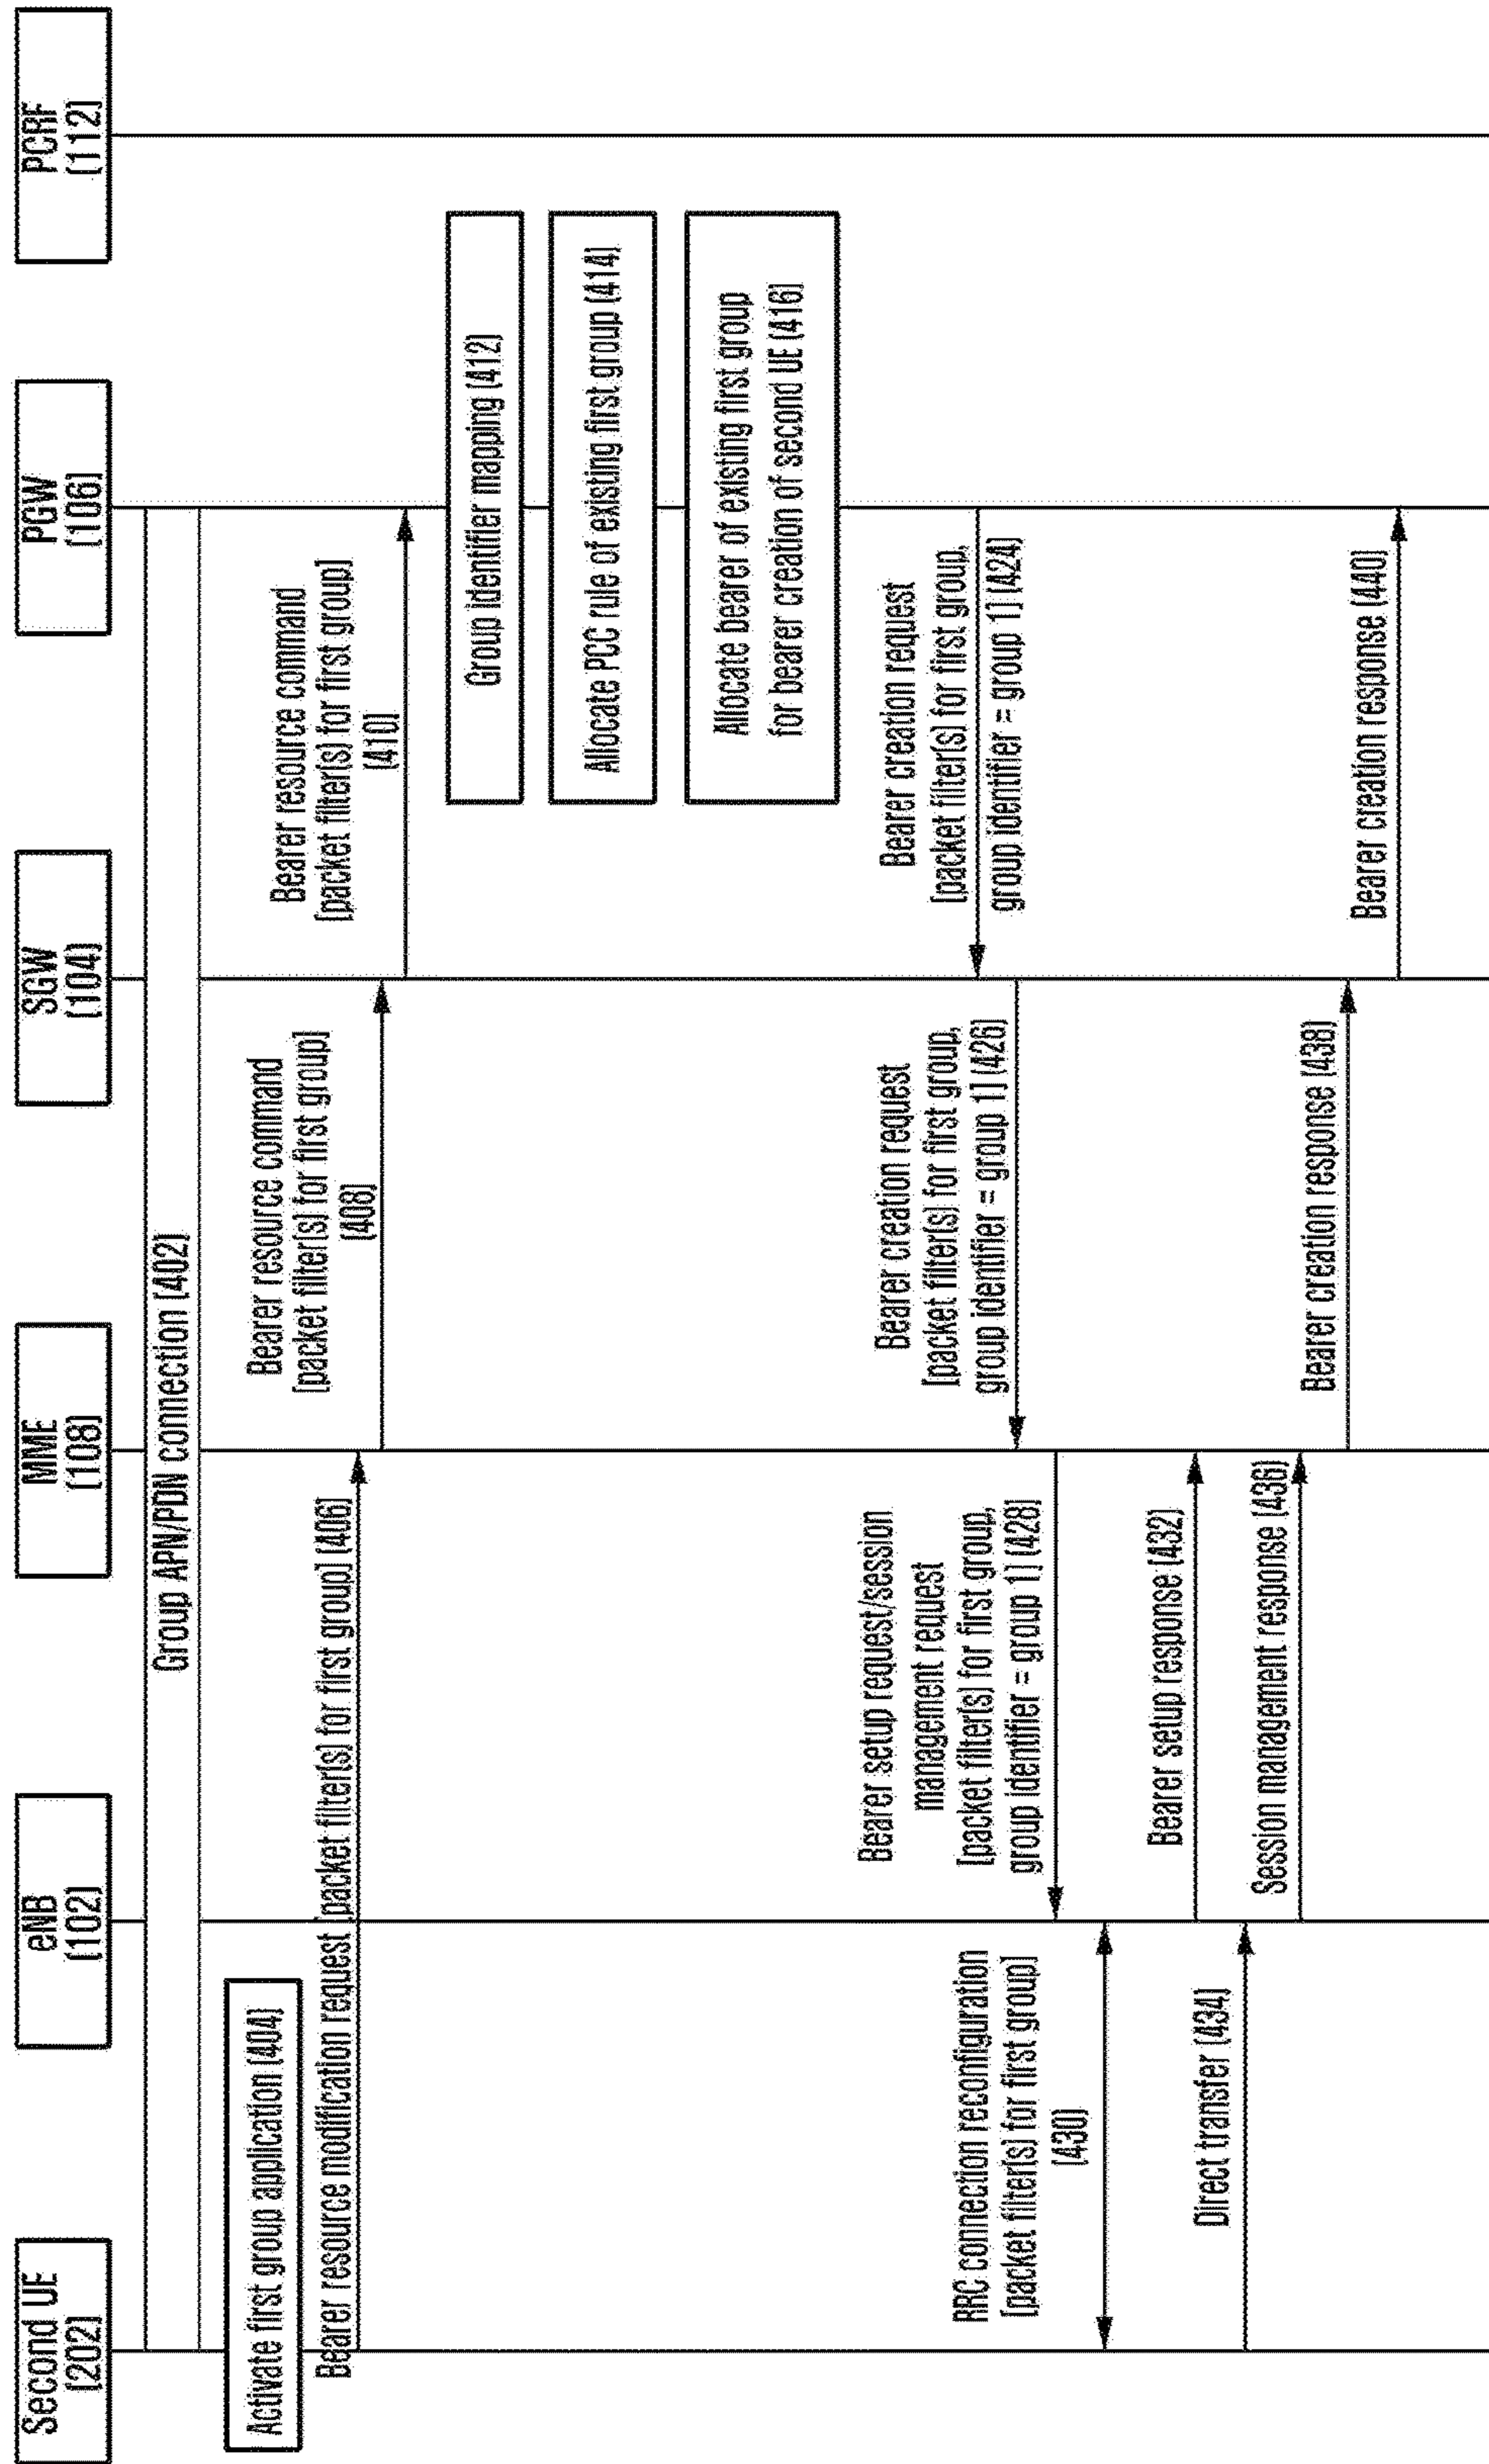 Second UE
(202)
eNB
(102)
MME
(108)
SGW
(104)
PGW
(106)
PCRF
(112)
Group APN/PDN connection (402)
Activate first group application (404)
Bearer resource modification request [packet filter(s) for first group] (406)
Bearer resource command
[packet filter(s) for first group]
(408)
Bearer resource command
[packet filter(s) for first group]
(410)
Group identifier mapping (412)
Allocate PCC rule of existing first group (414)
Allocate bearer of existing first group
for bearer creation of second UE (416)
Bearer creation request
[packet filter(s) for first group,
group identifier = group 1] (424)
Bearer creation request
[packet filter(s) for first group,
group identifier = group 1] (426)
Bearer setup request/session
management request
[packet filter(s) for first group,
group identifier = group 1] (428)
RRC connection reconfiguration
[packet filter(s) for first group]
(430)
Bearer setup response (432)
Direct transfer (434)
Session management response (436)
Bearer creation response (438)
Bearer creation response (440)